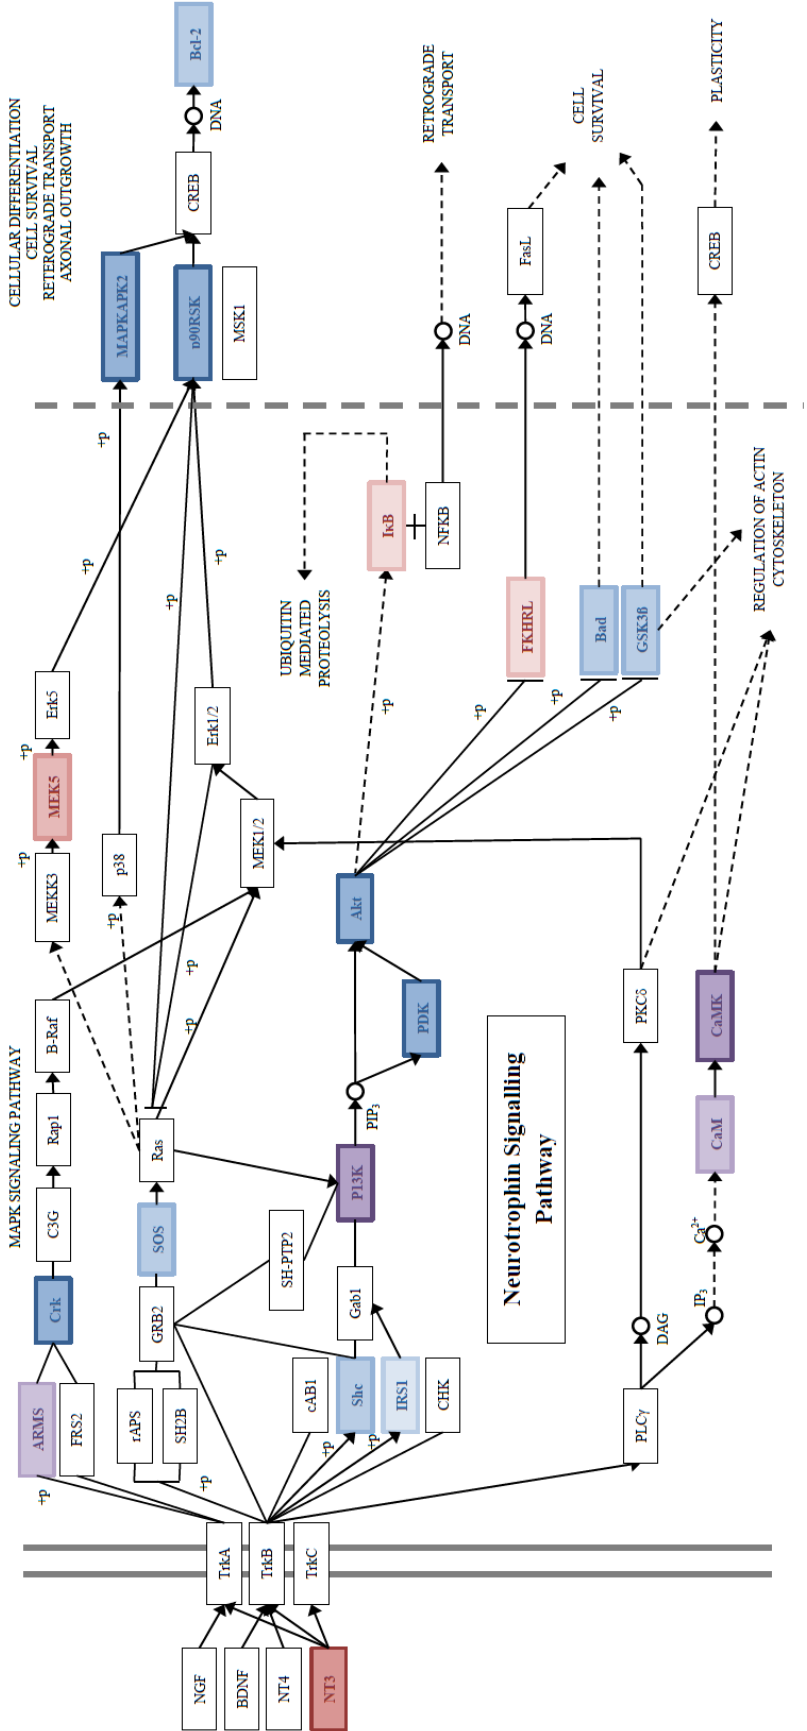 CELLULAR DIFFERENTIATION
CELL SURVIVAL
RETEROGRADE TRANSPORT
AXONAL OUTGROWTH
MAPK SIGNALING PATHWAY
ARMS
FRS2
Crk
C3G
Rap1
B-Raf
MEKK3
MEK5
Erk5
+p
+p
+p
+p
p38
+p
+p
MAPKAPK2
rAPS
SH2B
+p
GRB2
SOS
Ras
+p
+p
MEK1/2
Erk1/2
+p
+p
p90RSK
MSK1
CREB
DNA
Bcl-2
NGF
BDNF
NT4
NT3
TrkA
TrkB
TrkC
cAB1
Shc
IRS1
CHK
+p
+p
Gab1
SH-PTP2
P13K
PIP3
PDK
Akt
+p
UBIQUITIN
MEDIATED
PROTEOLYSIS
IκB
NFKB
DNA
RETROGRADE
TRANSPORT
+p
+p
+p
FKHRL
DNA
FasL
Bad
GSK3ß
CELL
SURVIVAL
Neurotrophin Signalling
Pathway
PLCγ
DAG
PKCδ
IP3
Ca2+
CaM
CaMK
REGULATION OF ACTIN
CYTOSKELETON
CREB
PLASTICITY